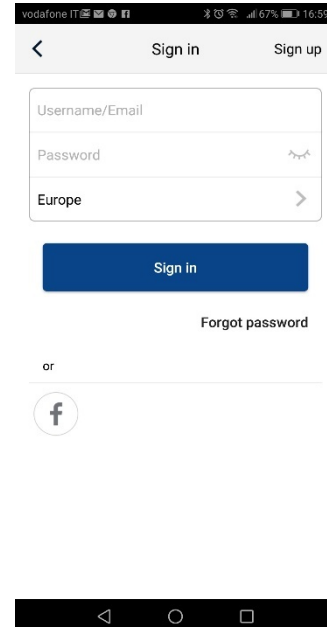 vodafone IT 67% 16:59
Sign in Sign up
Username/Email
Password
Europe
Sign in
Forgot password
or
f